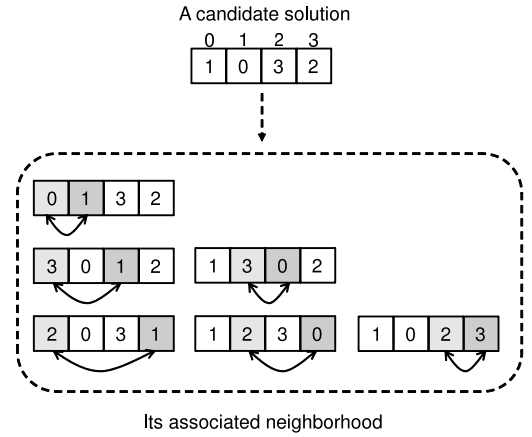 A candidate solution
0 1 2 3
1 0 3 2
0 1 3 2
3 0 1 2 1 3 0 2
2 0 3 1 1 2 3 0 1 0 2 3
Its associated neighborhood